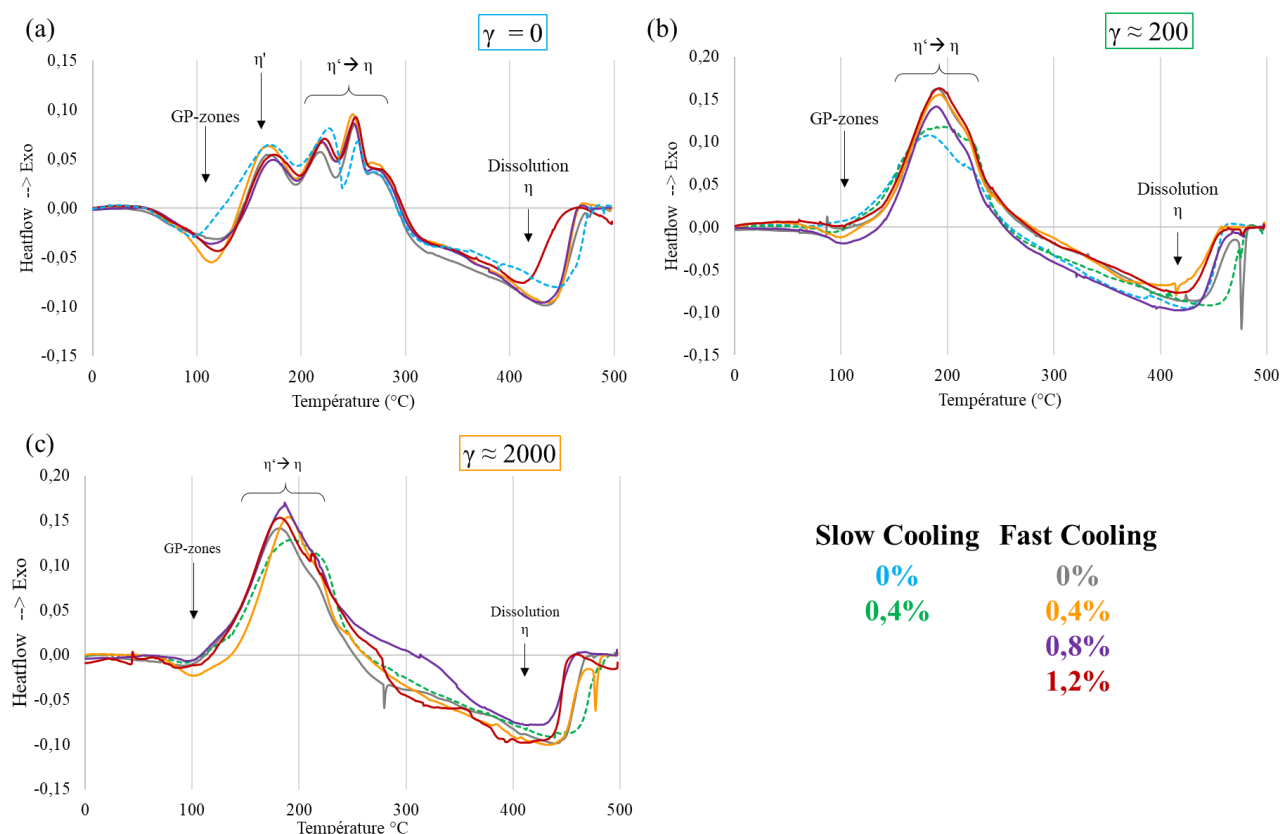 (a)
γ = 0
η'
η‘ → η
GP-zones
Dissolution
η
Heatflow --> Exo
0,15
0,10
0,05
0,00
-0,05
-0,10
-0,15
0
100
200
300
400
500
Température (°C)
(b)
γ ≈ 200
η‘ → η
GP-zones
Dissolution
η
Heatflow --> Exo
0,20
0,15
0,10
0,05
0,00
-0,05
-0,10
-0,15
0
100
200
300
400
500
Température (°C)
(c)
γ ≈ 2000
η‘ → η
GP-zones
Dissolution
η
Heatflow --> Exo
0,20
0,15
0,10
0,05
0,00
-0,05
-0,10
-0,15
0
100
200
300
400
500
Température °C
Slow Cooling Fast Cooling
0% 0%
0,4% 0,4%
0,8%
1,2%